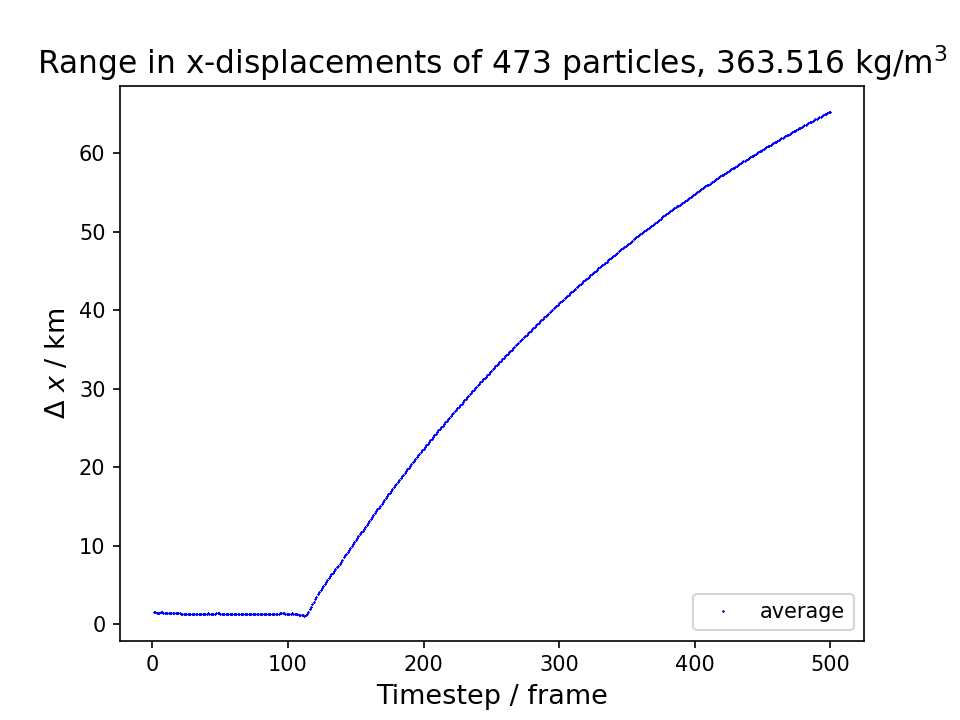 Range in x-displacements of 473 particles, 363.516 kg/m³
Δ x / km
60
50
40
30
20
10
0
average
0 100 200 300 400 500
Timestep / frame